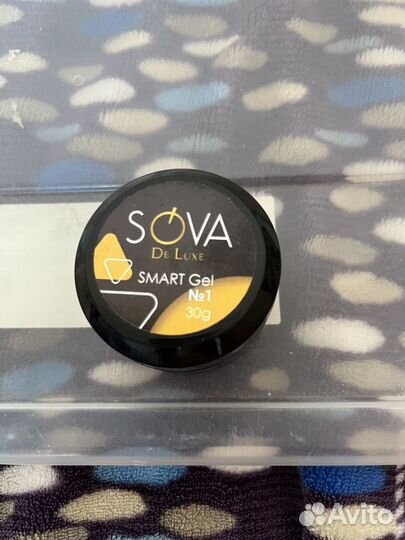 SOVA
DE LUXE
SMART Gel
№1
30g
Avito